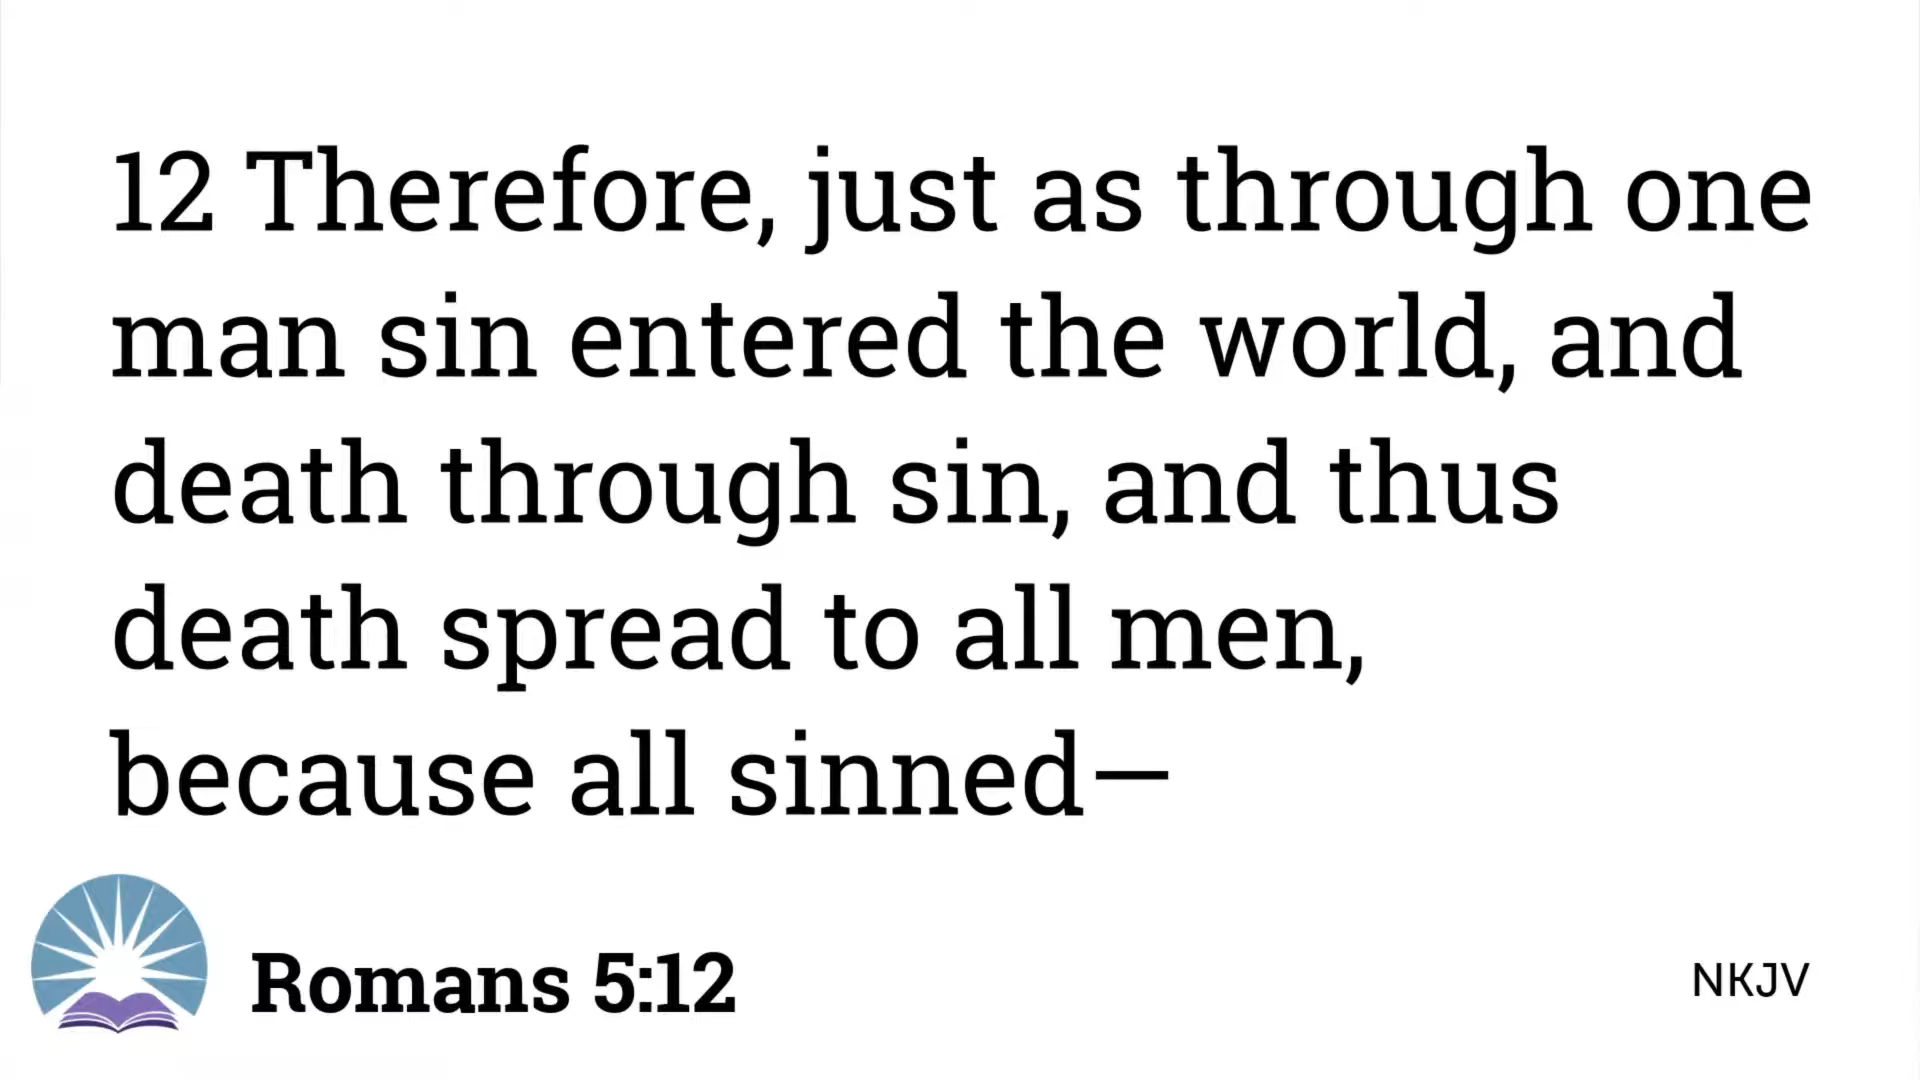 12 Therefore, just as through one
man sin entered the world, and
death through sin, and thus
death spread to all men,
because all sinned—
Romans 5:12
NKJV